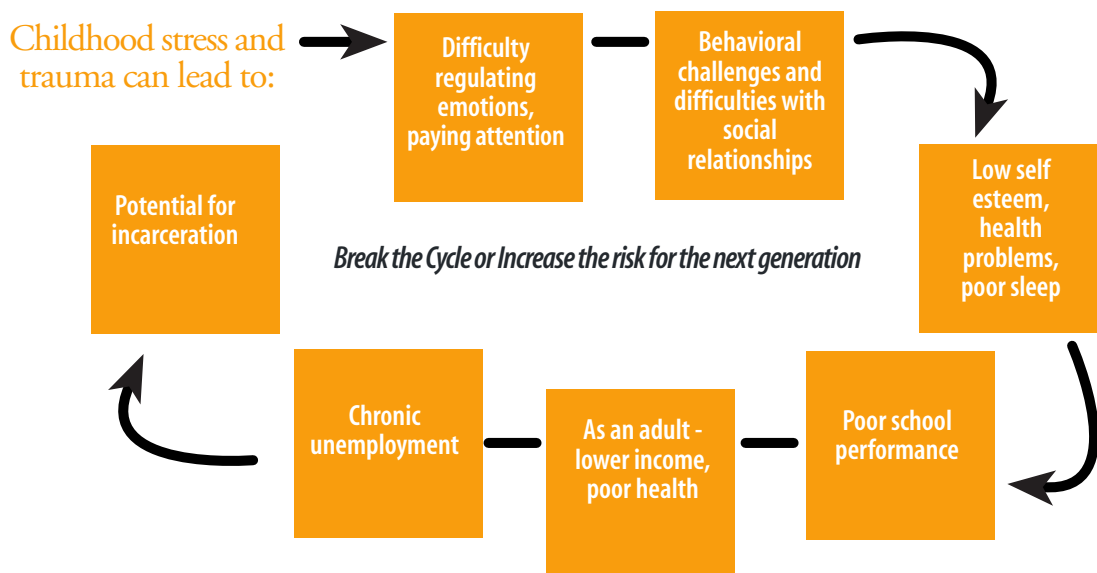 Childhood stress and
trauma can lead to:
Difficulty
regulating
emotions,
paying attention
Behavioral
challenges and
difficulties with
social
relationships
Low self
esteem,
health
problems,
poor sleep
Poor school
performance
As an adult -
lower income,
poor health
Chronic
unemployment
Potential for
incarceration
Break the Cycle or Increase the risk for the next generation